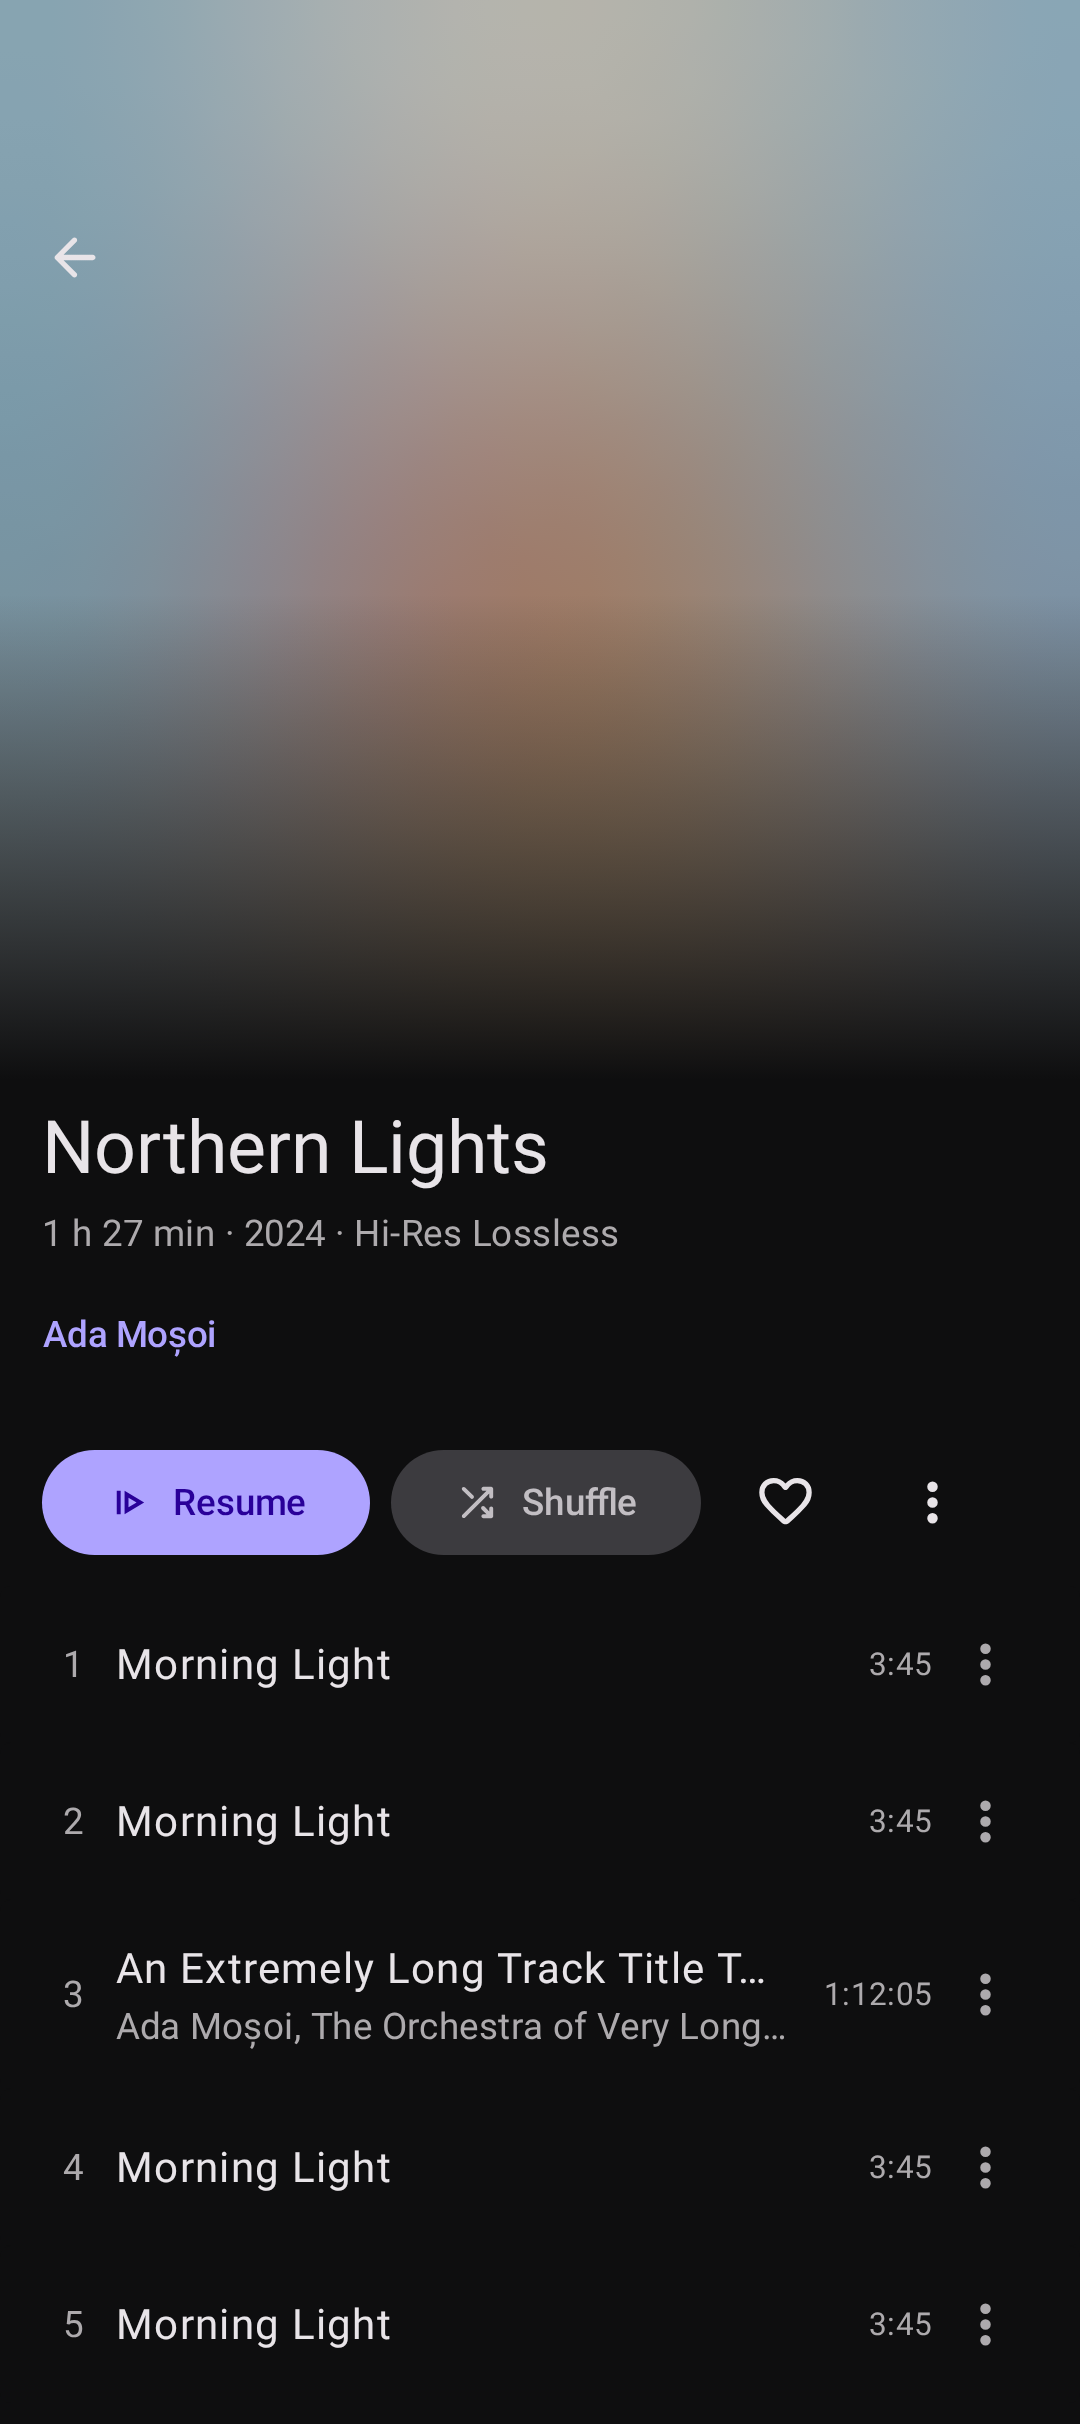 Northern Lights
1 h 27 min · 2024 · Hi-Res Lossless
Ada Moșoi
Resume
Shuffle
1 Morning Light 3:45
2 Morning Light 3:45
3 An Extremely Long Track Title T… 1:12:05
Ada Moșoi, The Orchestra of Very Long…
4 Morning Light 3:45
5 Morning Light 3:45